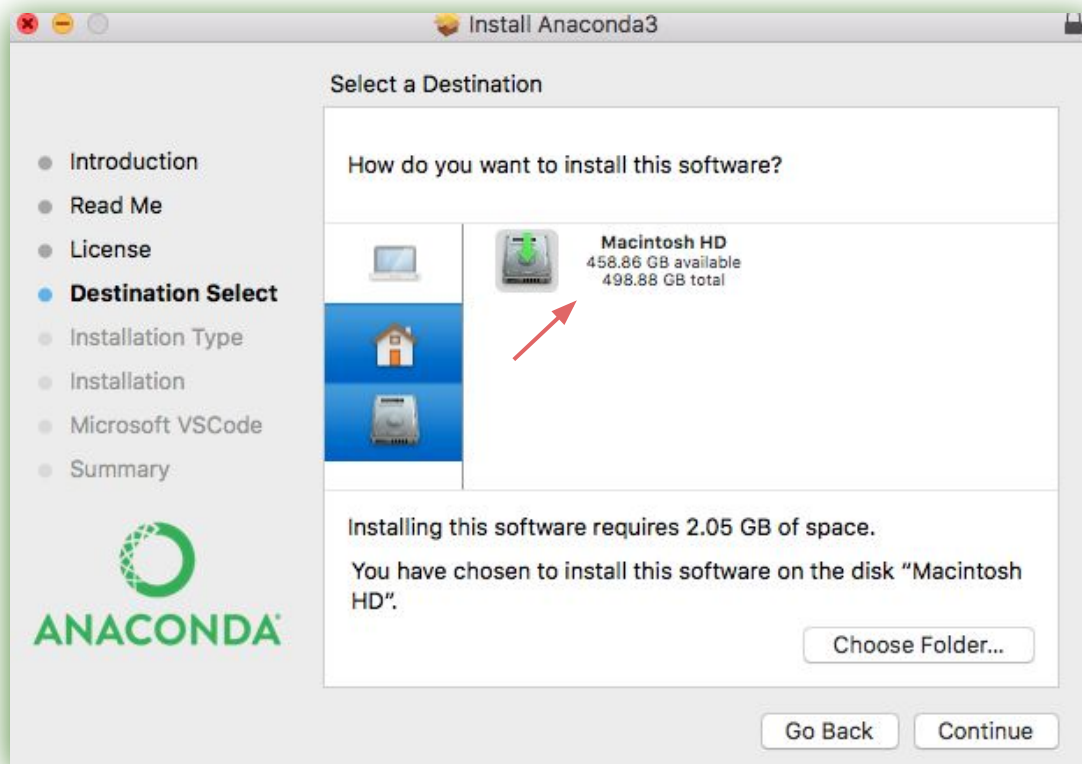 Install Anaconda3
Select a Destination
Introduction
Read Me
License
Destination Select
Installation Type
Installation
Microsoft VSCode
Summary
ANACONDA
How do you want to install this software?
Macintosh HD
458.86 GB available
498.88 GB total
Installing this software requires 2.05 GB of space.
You have chosen to install this software on the disk “Macintosh
HD”.
Choose Folder...
Go Back
Continue